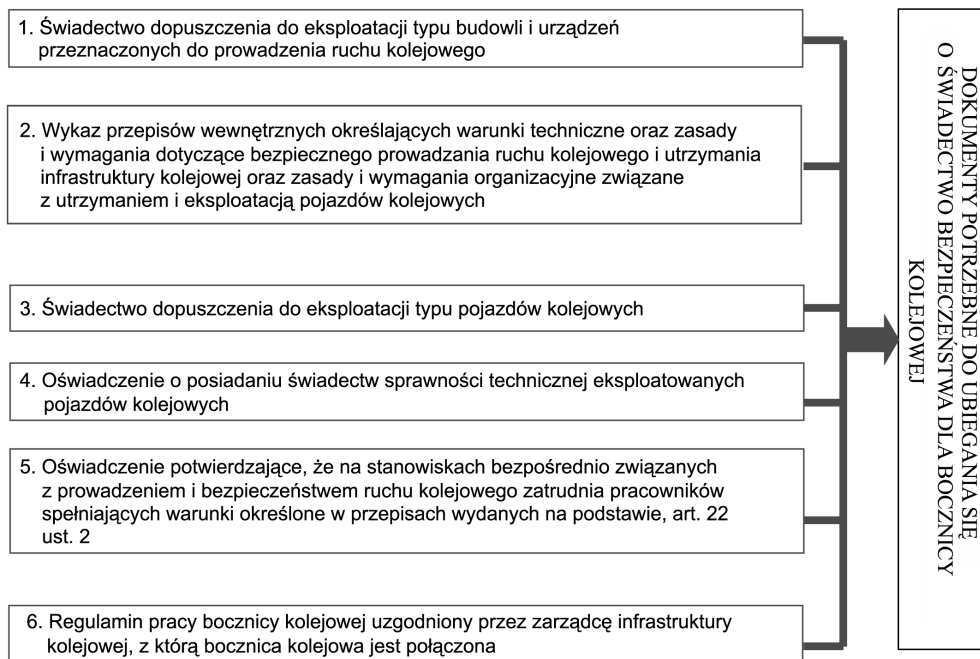 1. Świadectwo dopuszczenia do eksploatacji typu budowli i urządzeń
przeznaczonych do prowadzenia ruchu kolejowego
2. Wykaz przepisów wewnętrznych określających warunki techniczne oraz zasady
i wymagania dotyczące bezpiecznego prowadzania ruchu kolejowego i utrzymania
infrastruktury kolejowej oraz zasady i wymagania organizacyjne związane
z utrzymaniem i eksploatacją pojazdów kolejowych
3. Świadectwo dopuszczenia do eksploatacji typu pojazdów kolejowych
4. Oświadczenie o posiadaniu świadectw sprawności technicznej eksploatowanych
pojazdów kolejowych
5. Oświadczenie potwierdzające, że na stanowiskach bezpośrednio związanych
z prowadzeniem i bezpieczeństwem ruchu kolejowego zatrudnia pracowników
spełniających warunki określone w przepisach wydanych na podstawie, art. 22
ust. 2
6. Regulamin pracy bocznicy kolejowej uzgodniony przez zarządcę infrastruktury
kolejowej, z którą bocznica kolejowa jest połączona
DOKUMENTY POTRZEBNE DO UBIEGANIA SIĘ
O ŚWIADECTWO BEZPIECZEŃSTWA DLA BOCZNICY
KOLEJOWEJ